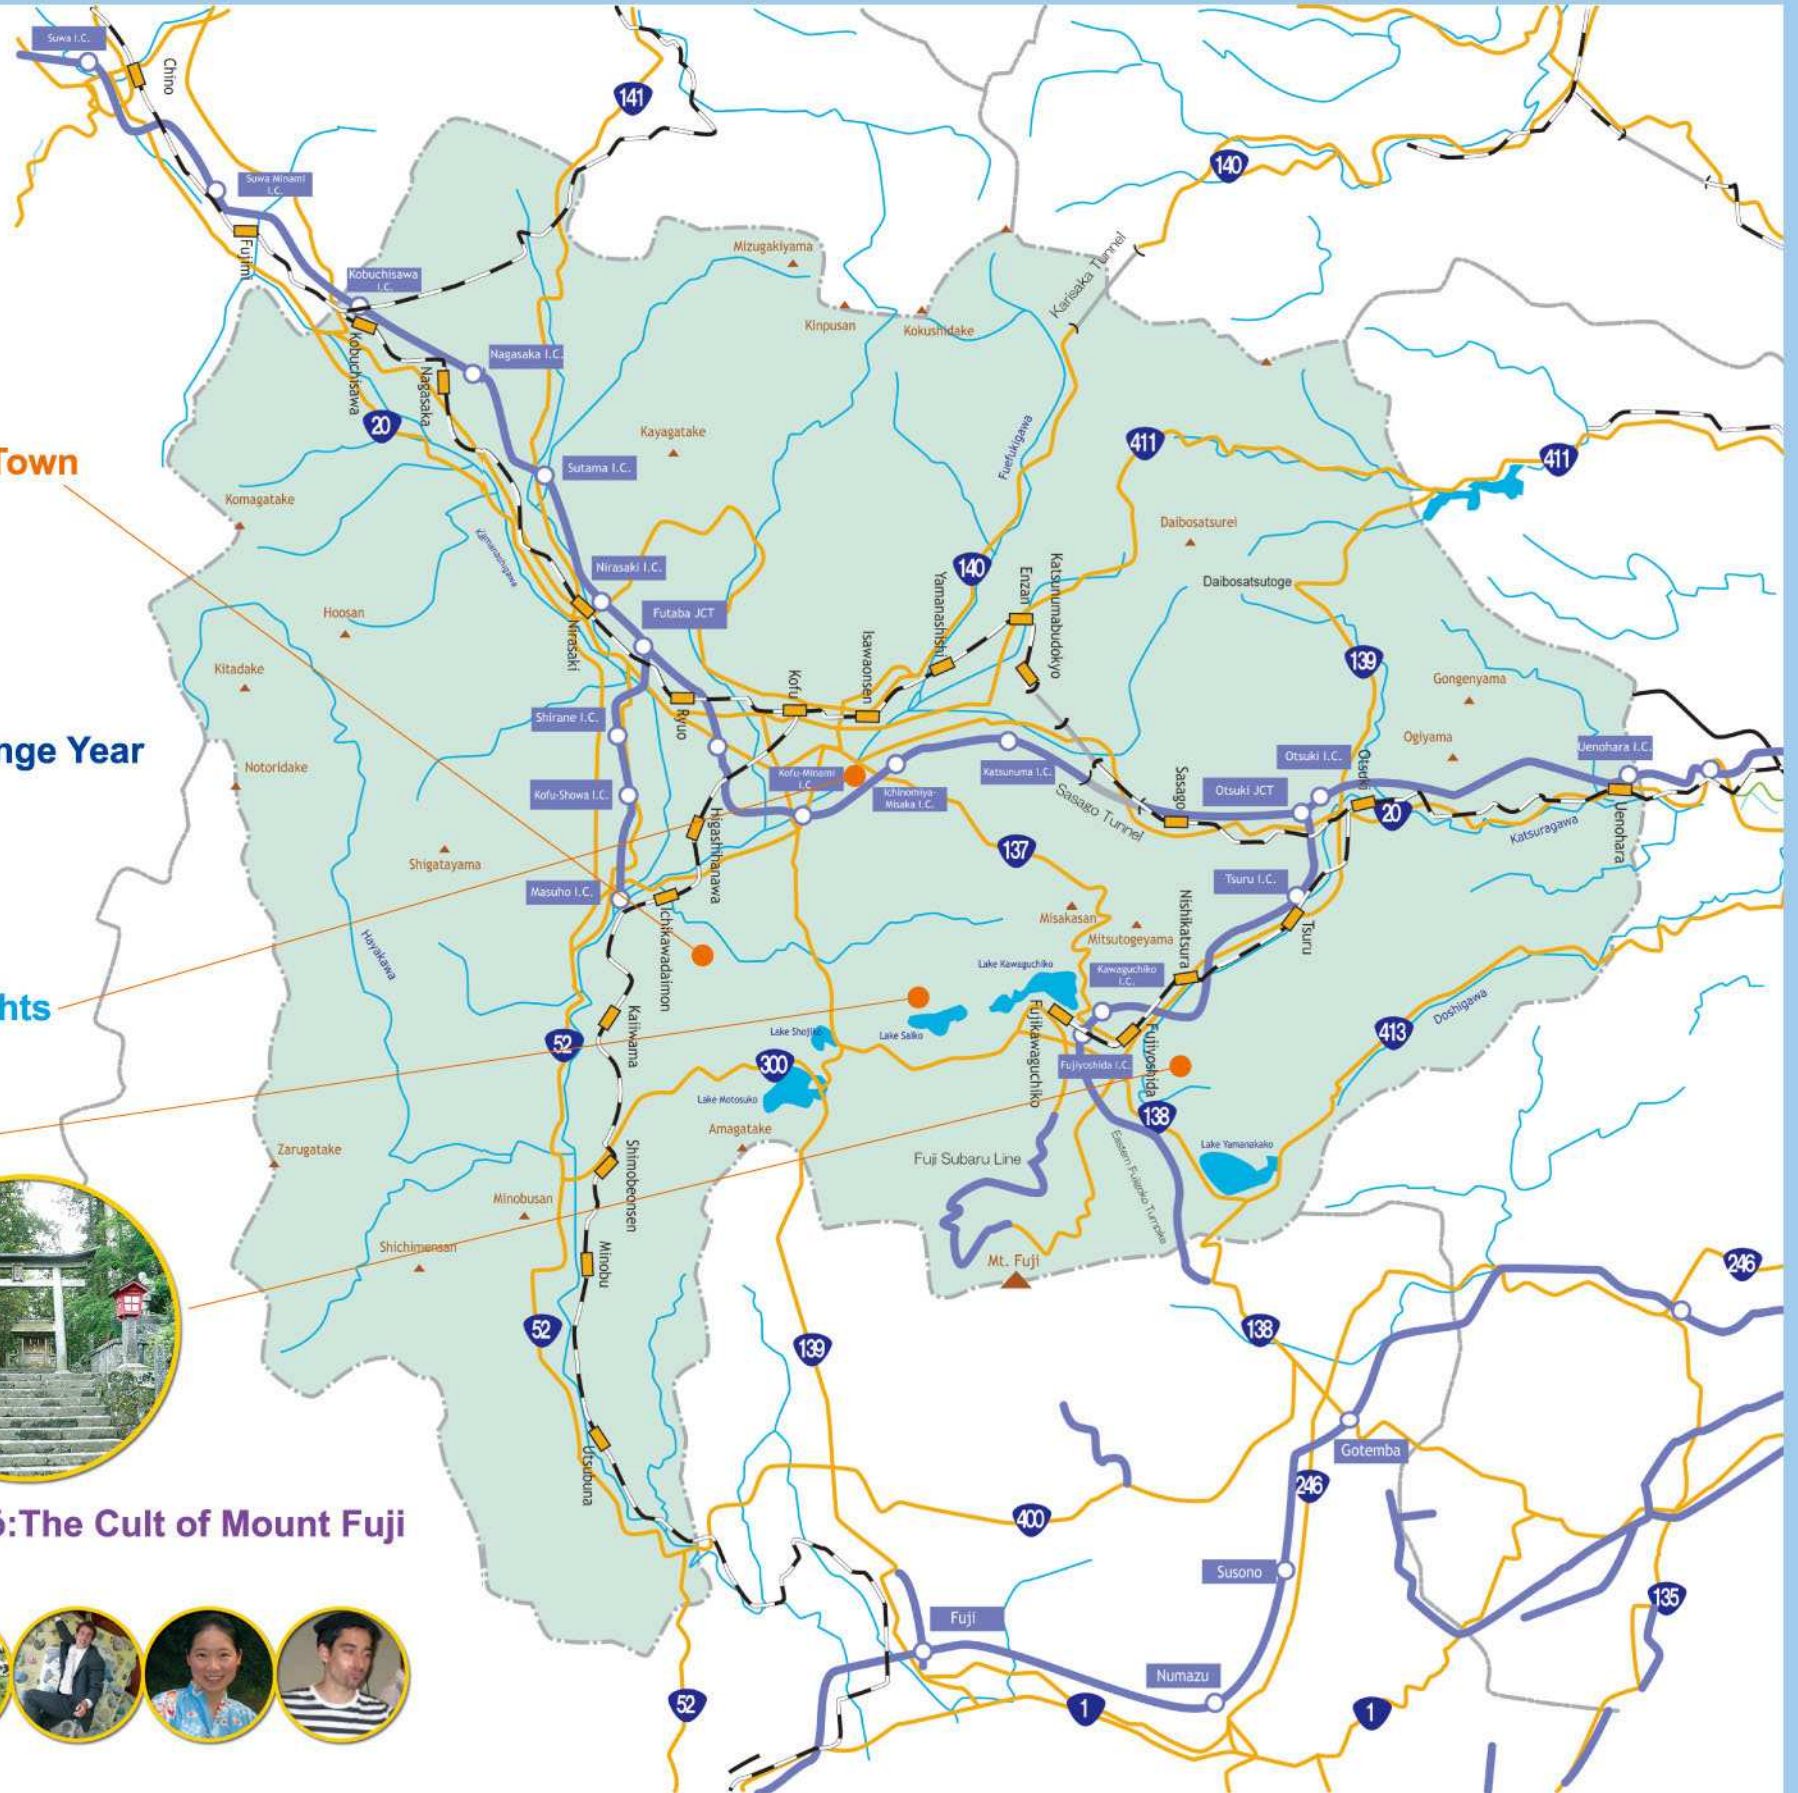 Suwa I.C.
Chino
141
140
Suwa Minami
I.C.
Fujimi
Mizugakiyama
Karisaka Tunnel
Kobuchisawa
I.C.
Kinpusan
Kokushidake
Kobuchisawa
Nagasaka I.C.
Nagasaka
20
Kayagatake
Fuefukigawa
411
411
Town
Sutama I.C.
Komagatake
Daibosatsurei
Kamanashigawa
Nirasaki I.C.
140
Enzan
Katsunumabudokyo
Daibosatsutoge
Yamanashishi
Hoosan
Futaba JCT
Nirasaki
Isawaonsen
139
Kitadake
Kofu
Gongenyama
Shirane I.C.
Ryuo
Ogiyama
Uenohara I.C.
nge Year
Otsuki I.C.
Otsuki
Notoridake
Kofu-Minami
I.C.
Katsunuma I.C.
Sasago
Otsuki JCT
Kofu-Showa I.C.
Ichinomiya-
Misaka I.C.
Sasago Tunnel
20
Katsuragawa
Uenohara
Higashihanawa
137
Shigatayama
Masuho I.C.
Tsuru I.C.
Ichikawadaimon
Misakasan
Nishikatsura
Tsuru
Mitsutogeyama
Hayakawa
Lake Kawaguchiko
Kawaguchiko
I.C.
hts
Kaiiwama
Doshigawa
Lake Shojiko
Lake Saiko
413
52
Fujikawaguchiko
Fujiyoshida
300
Fujiyoshida I.C.
Lake Motosuko
138
Amagatake
Zarugatake
Shimobeonsen
Fuji Subaru Line
Lake Yamanakako
Minobusan
Shichimensan
Minobu
Mt. Fuji
246
52
139
138
Utsubuna
Gotemba
246
400
ō:The Cult of Mount Fuji
Susono
135
Fuji
Numazu
52
1
1